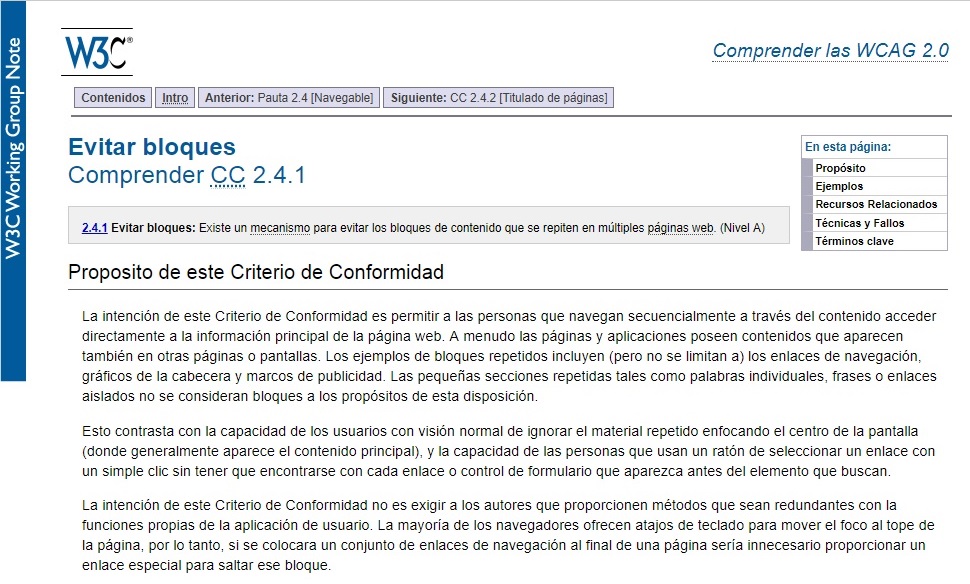 W3C Working Group Note
W3C®
Comprender las WCAG 2.0
Contenidos Intro Anterior: Pauta 2.4 [Navegable] Siguiente: CC 2.4.2 [Titulado de páginas]
Evitar bloques
Comprender CC 2.4.1
En esta página:
Propósito
Ejemplos
Recursos Relacionados
Técnicas y Fallos
Términos clave
2.4.1 Evitar bloques: Existe un mecanismo para evitar los bloques de contenido que se repiten en múltiples páginas web. (Nivel A)
Proposito de este Criterio de Conformidad
La intención de este Criterio de Conformidad es permitir a las personas que navegan secuencialmente a través del contenido acceder
directamente a la información principal de la página web. A menudo las páginas y aplicaciones poseen contenidos que aparecen
también en otras páginas o pantallas. Los ejemplos de bloques repetidos incluyen (pero no se limitan a) los enlaces de navegación,
gráficos de la cabecera y marcos de publicidad. Las pequeñas secciones repetidas tales como palabras individuales, frases o enlaces
aislados no se consideran bloques a los propósitos de esta disposición.
Esto contrasta con la capacidad de los usuarios con visión normal de ignorar el material repetido enfocando el centro de la pantalla
(donde generalmente aparece el contenido principal), y la capacidad de las personas que usan un ratón de seleccionar un enlace con
un simple clic sin tener que encontrarse con cada enlace o control de formulario que aparezca antes del elemento que buscan.
La intención de este Criterio de Conformidad no es exigir a los autores que proporcionen métodos que sean redundantes con la
funciones propias de la aplicación de usuario. La mayoría de los navegadores ofrecen atajos de teclado para mover el foco al tope de
la página, por lo tanto, si se colocara un conjunto de enlaces de navegación al final de una página sería innecesario proporcionar un
enlace especial para saltar ese bloque.